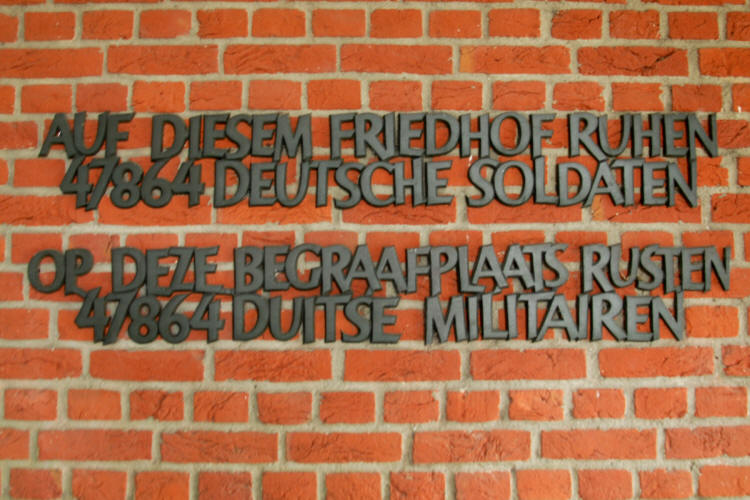 AUF DIESEM FRIEDHOF RUHEN
47864 DEUTSCHE SOLDATEN
OP DEZE BEGRAAFPLAATS RUSTEN
47864 DUITSE MILITAIREN